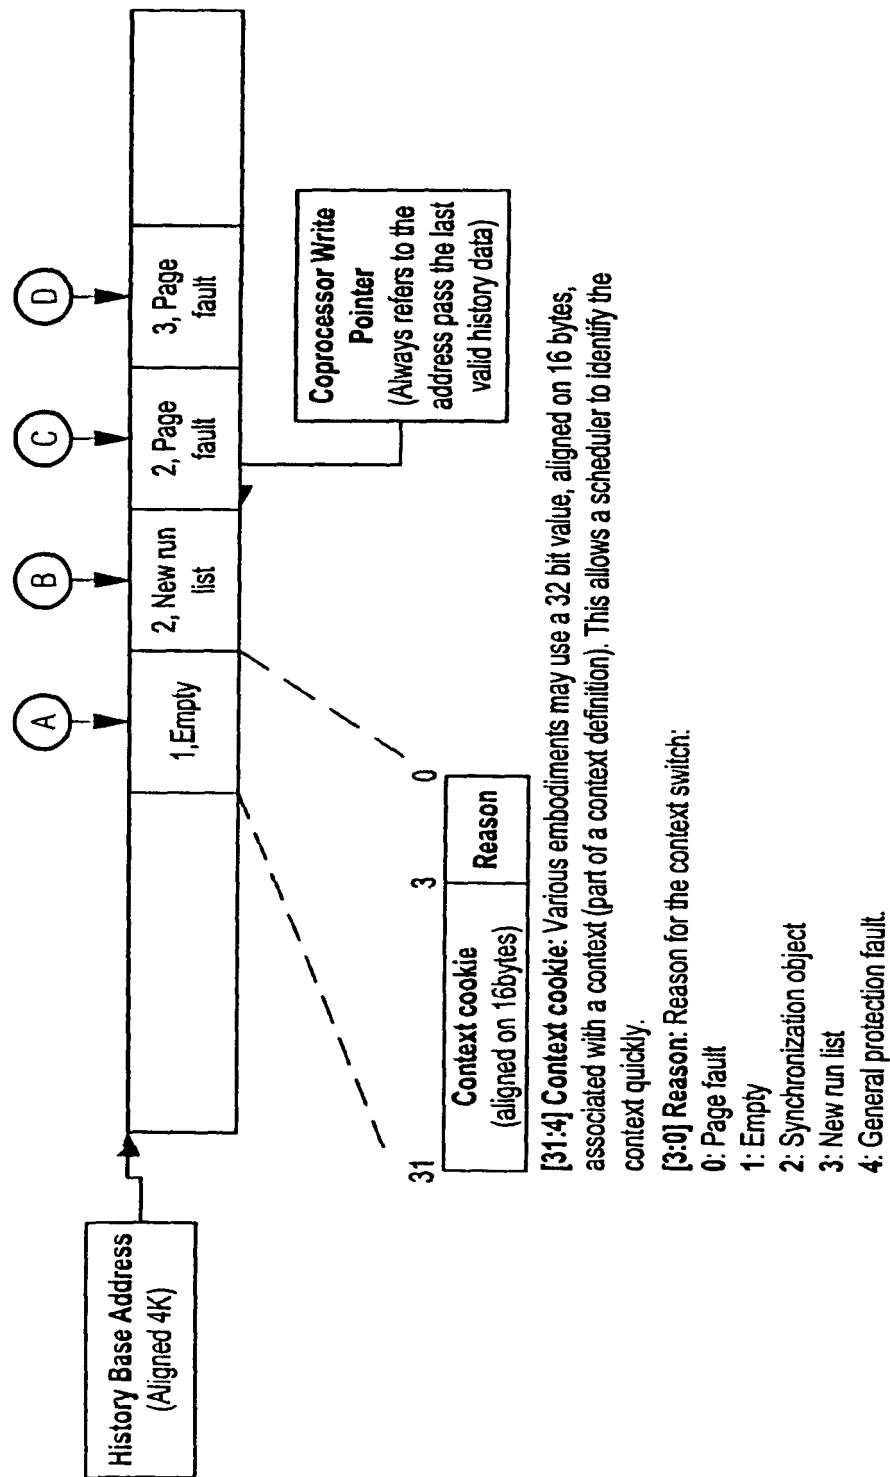 A
B
C
D
1,Empty
2, New run
list
2, Page
fault
3, Page
fault
History Base Address
(Aligned 4K)
Coprocessor Write
Pointer
(Always refers to the
address pass the last
valid history data)
31
3
0
Context cookie
(aligned on 16bytes)
Reason
[31:4] Context cookie: Various embodiments may use a 32 bit value, aligned on 16 bytes,
associated with a context (part of a context definition). This allows a scheduler to identify the
context quickly.
[3:0] Reason: Reason for the context switch:
0: Page fault
1: Empty
2: Synchronization object
3: New run list
4: General protection fault.